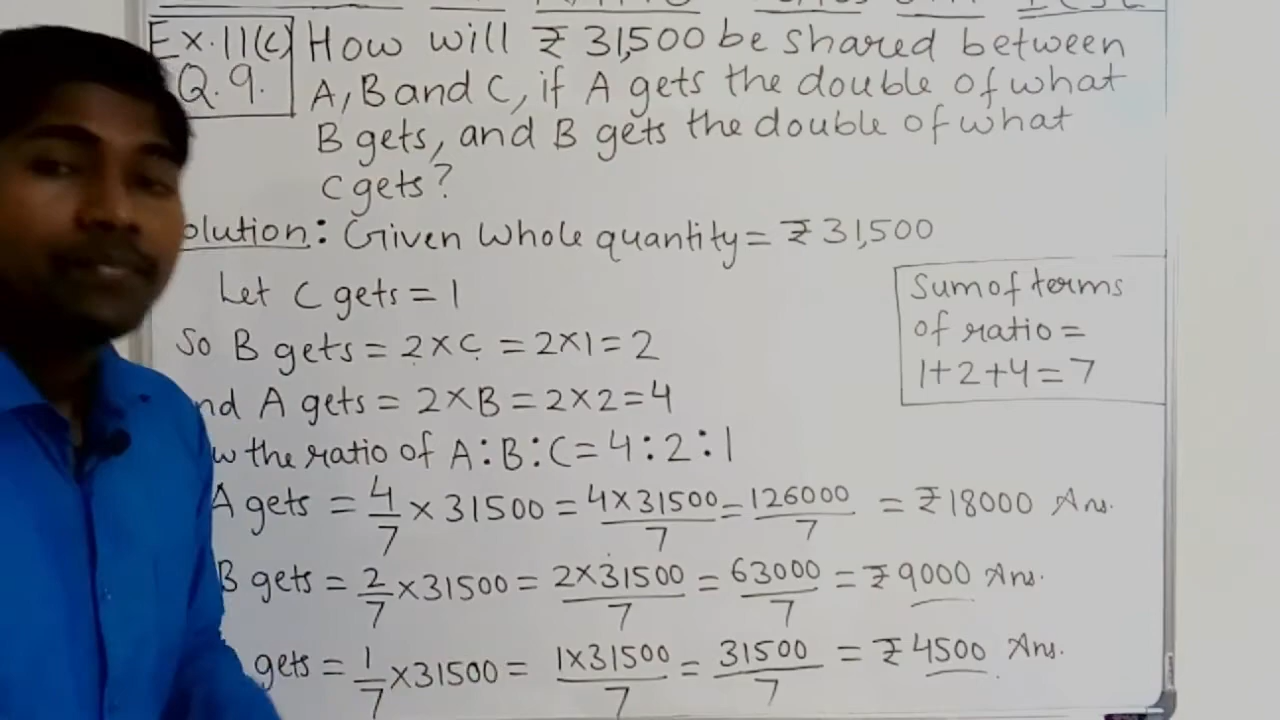 Ex.11(c) How will ₹ 31,500 be shared between
Q.9. A, B and C, if A gets the double of what
B gets, and B gets the double of what
C gets?
olution: Given Whole quantity = ₹ 31,500
Let C gets = 1
So B gets = 2×C = 2×1 = 2
nd A gets = 2×B = 2×2 = 4
w the ratio of A:B:C = 4:2:1
Sum of terms
of ratio =
1+2+4=7
A gets = 4/7 × 31500 = 4×31500/7 = 126000/7 = ₹18000 Ans.
B gets = 2/7 × 31500 = 2×31500/7 = 63000/7 = ₹9000 Ans.
gets = 1/7 × 31500 = 1×31500/7 = 31500/7 = ₹4500 Ans.